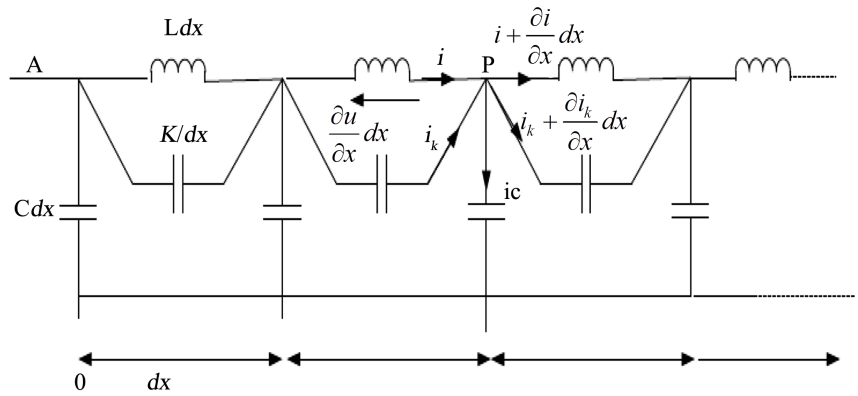 Ldx
A
i
P
i + ∂i/∂x dx
K/dx
∂u/∂x dx
i_k
i_k + ∂i_k/∂x dx
Cdx
ic
0
dx